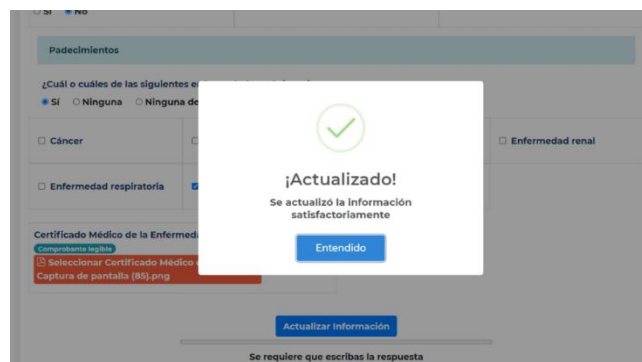 Sí No
Padecimientos
¿Cuál o cuáles de las siguientes
Sí Ninguna Ninguna de
Cáncer
Enfermedad renal
Enfermedad respiratoria
¡Actualizado!
Se actualizó la información
satisfactoriamente
Entendido
Certificado Médico de la
Comprobante legible
Seleccionar Certificado Médico
Captura de pantalla (85).png
Actualizar Información
Se requiere que escribas la respuesta